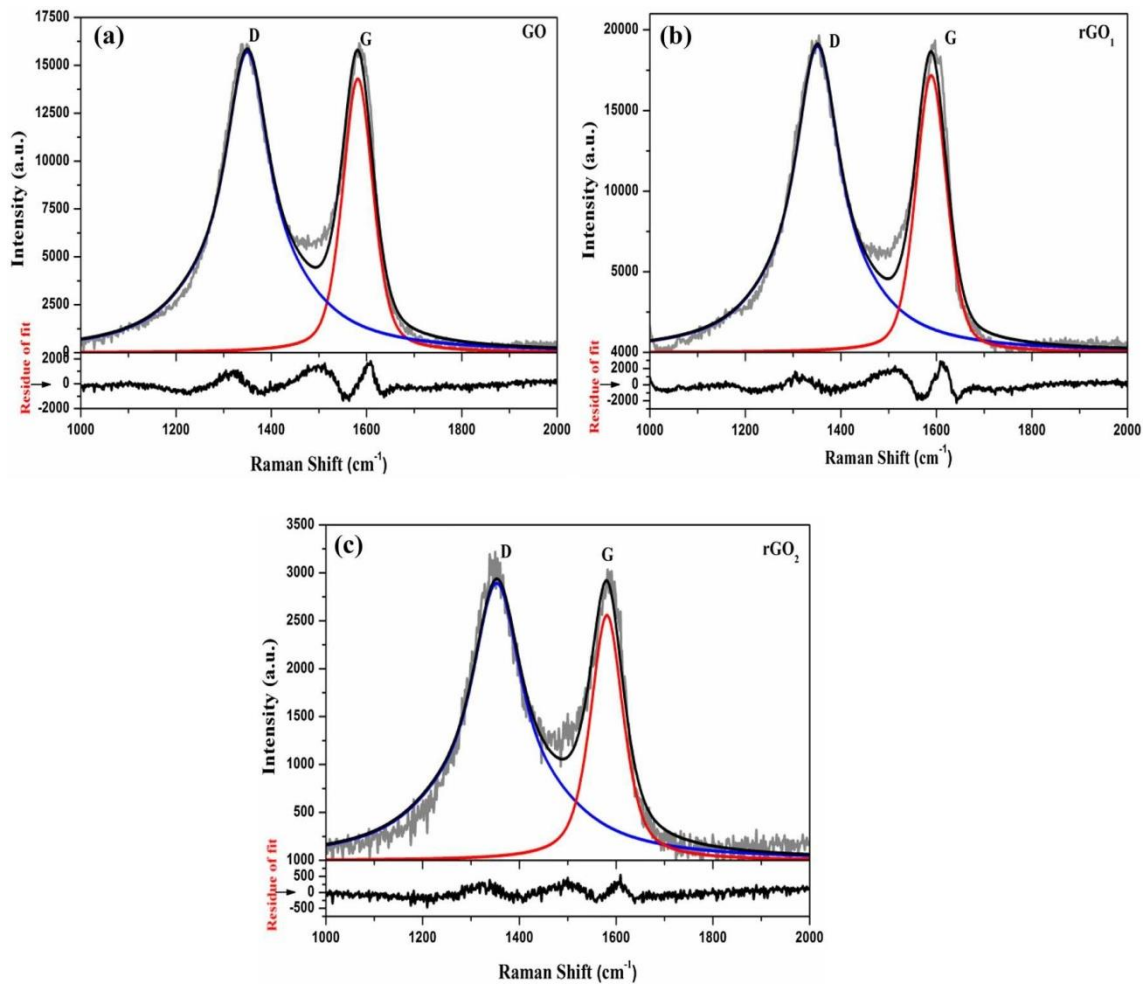 (a)
D
G
GO
17500
15000
12500
10000
7500
5000
2500
0
Intensity (a.u.)
2000
0
-2000
Residue of fit
1000 1200 1400 1600 1800 2000
Raman Shift (cm⁻¹)
(b)
D
G
rGO₁
20000
15000
10000
5000
Intensity (a.u.)
4000
2000
0
-2000
Residue of fit
1000 1200 1400 1600 1800 2000
Raman Shift (cm⁻¹)
(c)
D
G
rGO₂
3500
3000
2500
2000
1500
1000
500
Intensity (a.u.)
1000
500
0
-500
Residue of fit
1000 1200 1400 1600 1800 2000
Raman Shift (cm⁻¹)